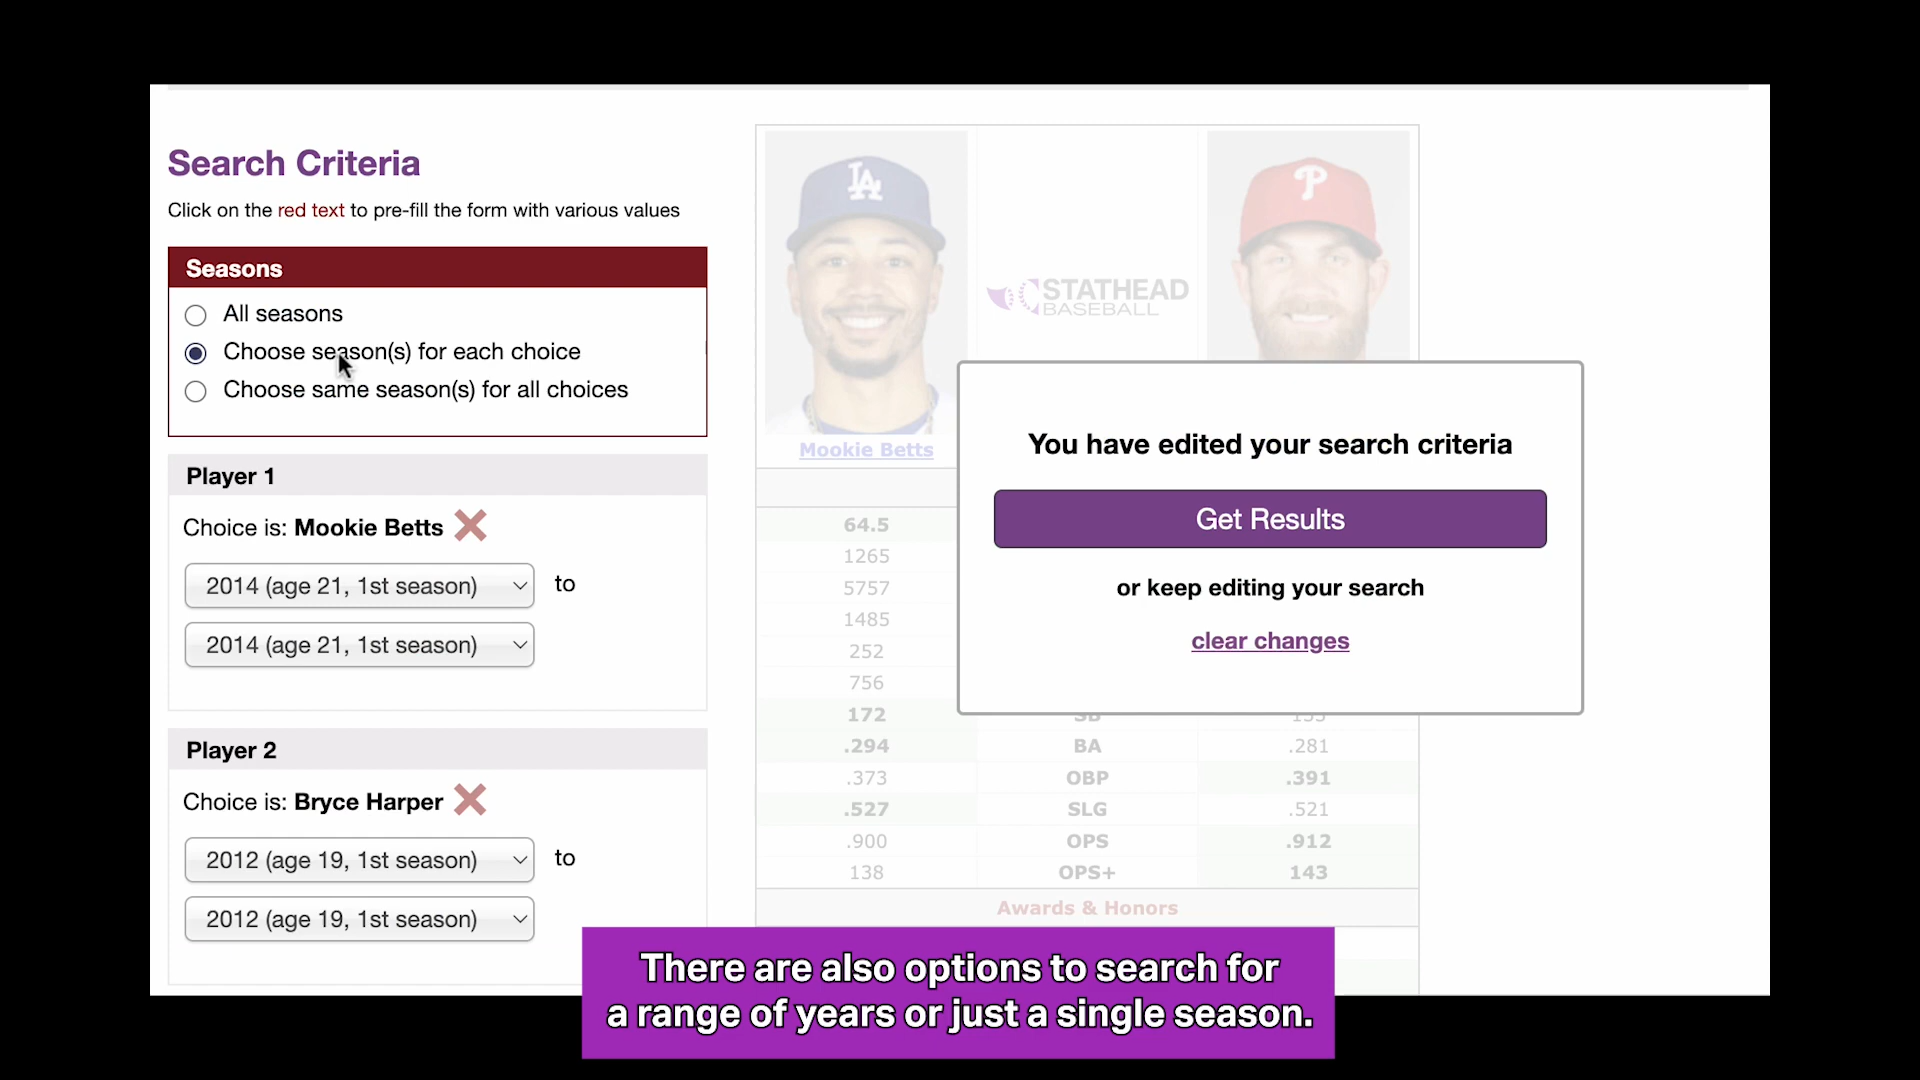 Search Criteria
Click on the red text to pre-fill the form with various values
Seasons
All seasons
Choose season(s) for each choice
Choose same season(s) for all choices
Player 1
Choice is: Mookie Betts
2014 (age 21, 1st season)
to
2014 (age 21, 1st season)
Player 2
Choice is: Bryce Harper
2012 (age 19, 1st season)
to
2012 (age 19, 1st season)
LA
P
STATHEAD
BASEBALL
Mookie Betts
You have edited your search criteria
Get Results
or keep editing your search
clear changes
64.5
1265
5757
1485
252
756
172 SB
.294 BA .281
.373 OBP .391
.527 SLG .521
.900 OPS .912
138 OPS+ 143
Awards & Honors
There are also options to search for
a range of years or just a single season.